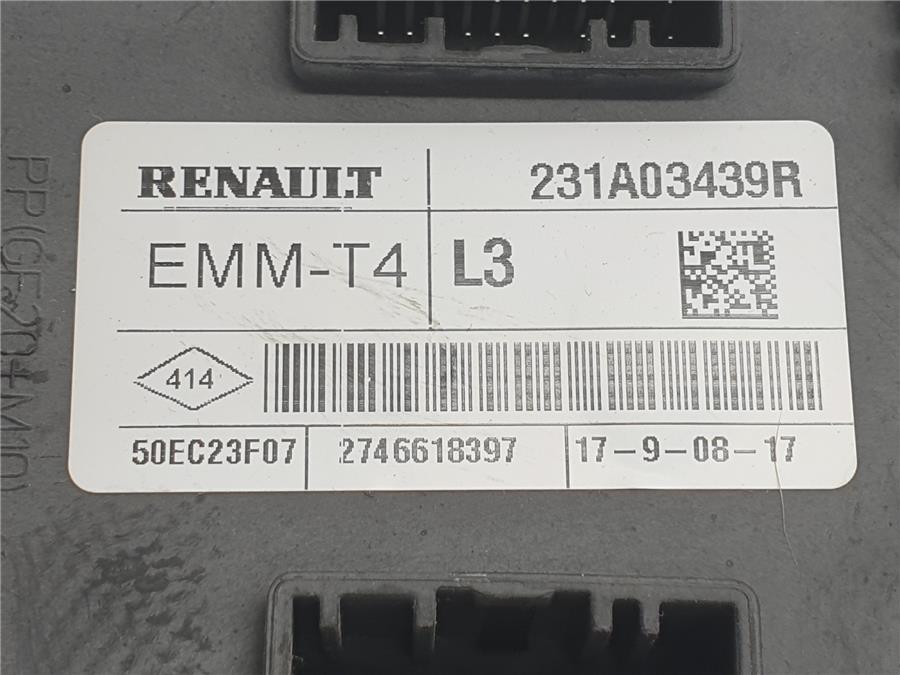 RENAULT 231A03439R
EMM-T4 L3
414
50EC23F07 2746618397 17-9-08-17